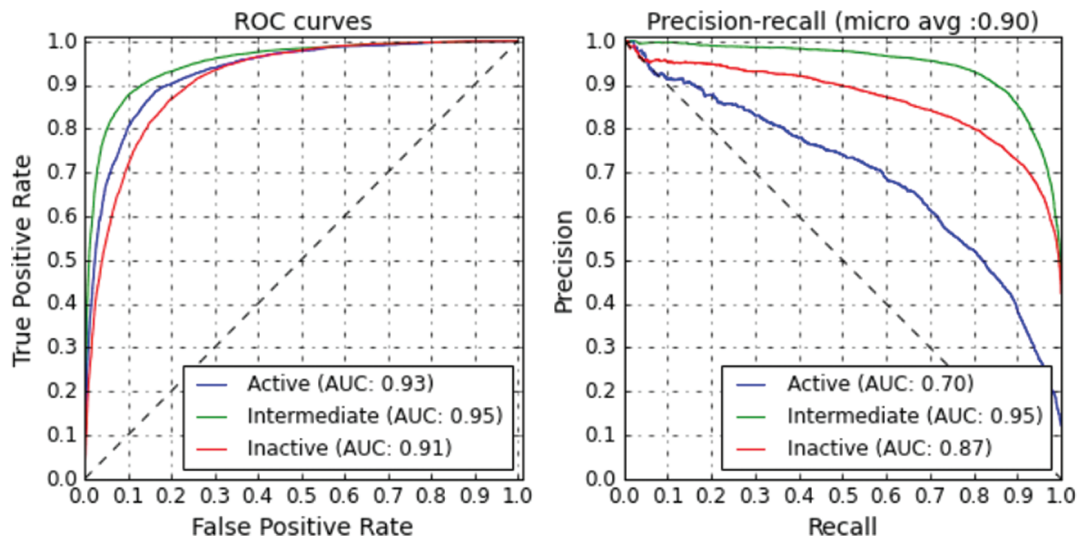 ROC curves
True Positive Rate
1.0
0.9
0.8
0.7
0.6
0.5
0.4
0.3
0.2
0.1
0.0
Active (AUC: 0.93)
Intermediate (AUC: 0.95)
Inactive (AUC: 0.91)
0.0 0.1 0.2 0.3 0.4 0.5 0.6 0.7 0.8 0.9 1.0
False Positive Rate
Precision-recall (micro avg :0.90)
Precision
1.0
0.9
0.8
0.7
0.6
0.5
0.4
0.3
0.2
0.1
0.0
Active (AUC: 0.70)
Intermediate (AUC: 0.95)
Inactive (AUC: 0.87)
0.0 0.1 0.2 0.3 0.4 0.5 0.6 0.7 0.8 0.9 1.0
Recall